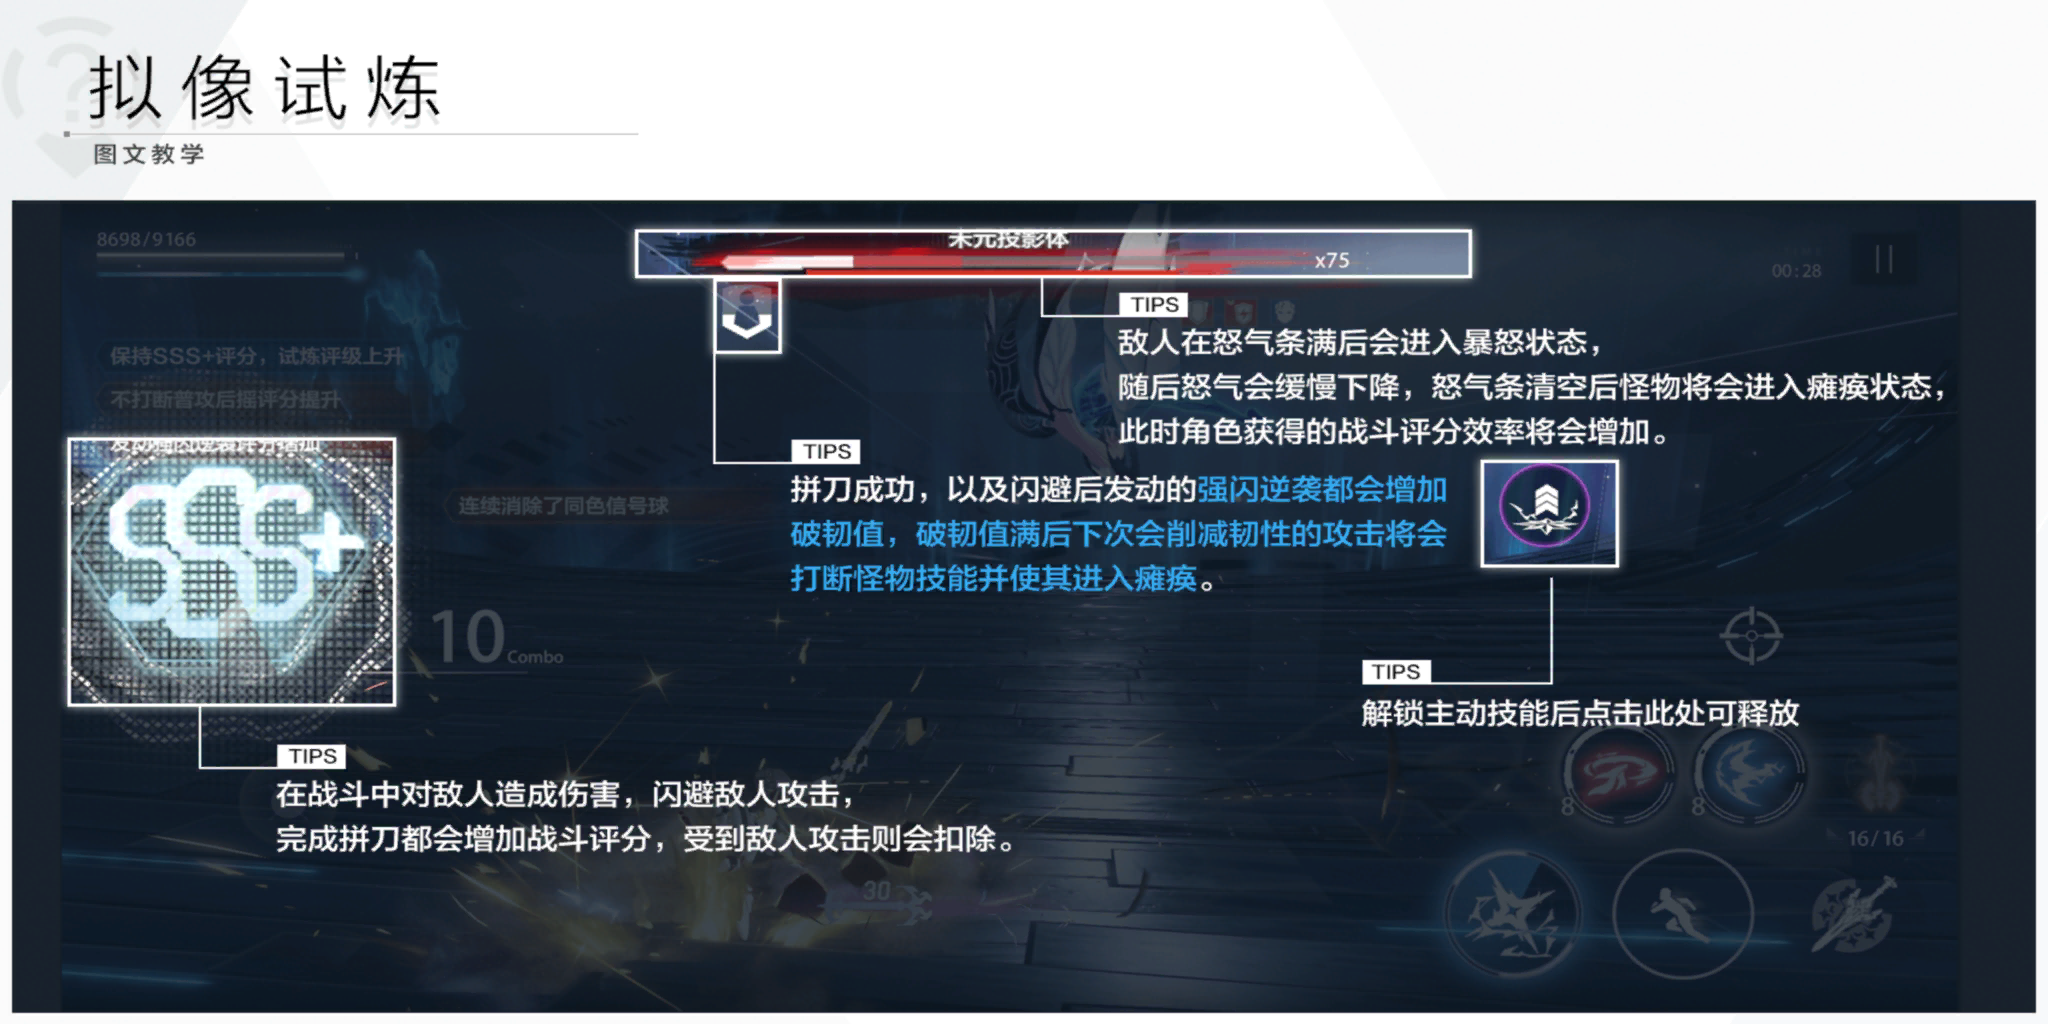 拟像试炼
图文教学
8698/9166
未元投影体
x75
00:28
TIPS
敌人在怒气条满后会进入暴怒状态，
随后怒气会缓慢下降，怒气条清空后怪物将会进入瘫痪状态，
此时角色获得的战斗评分效率将会增加。
保持SSS+评分，试炼评级上升
不打断普攻后摇评分提升
SSS+
TIPS
拼刀成功，以及闪避后发动的强闪逆袭都会增加
破韧值，破韧值满后下次会削减韧性的攻击将会
打断怪物技能并使其进入瘫痪。
连续消除了同色信号球
10 Combo
TIPS
解锁主动技能后点击此处可释放
TIPS
在战斗中对敌人造成伤害，闪避敌人攻击，
完成拼刀都会增加战斗评分，受到敌人攻击则会扣除。
8
8
16/16
30